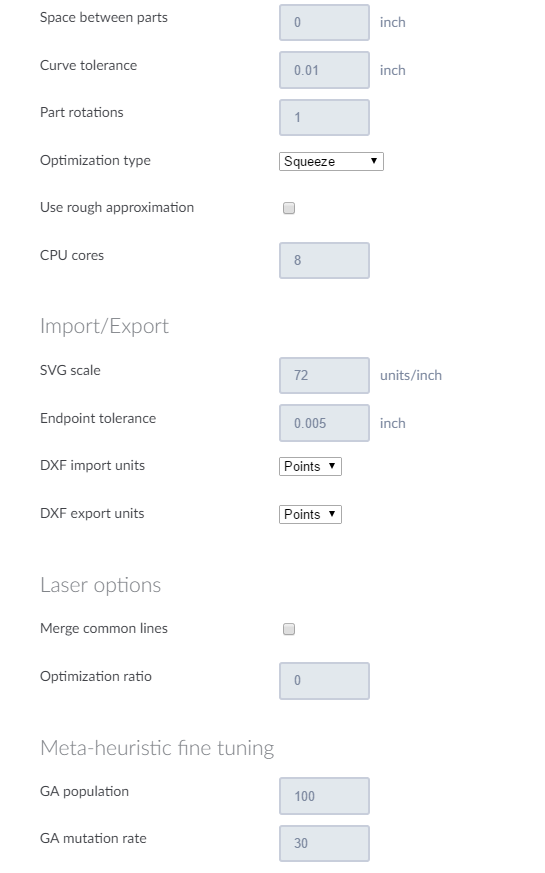 Space between parts 0 inch
Curve tolerance 0.01 inch
Part rotations 1
Optimization type Squeeze
Use rough approximation
CPU cores 8
Import/Export
SVG scale 72 units/inch
Endpoint tolerance 0.005 inch
DXF import units Points
DXF export units Points
Laser options
Merge common lines
Optimization ratio 0
Meta-heuristic fine tuning
GA population 100
GA mutation rate 30